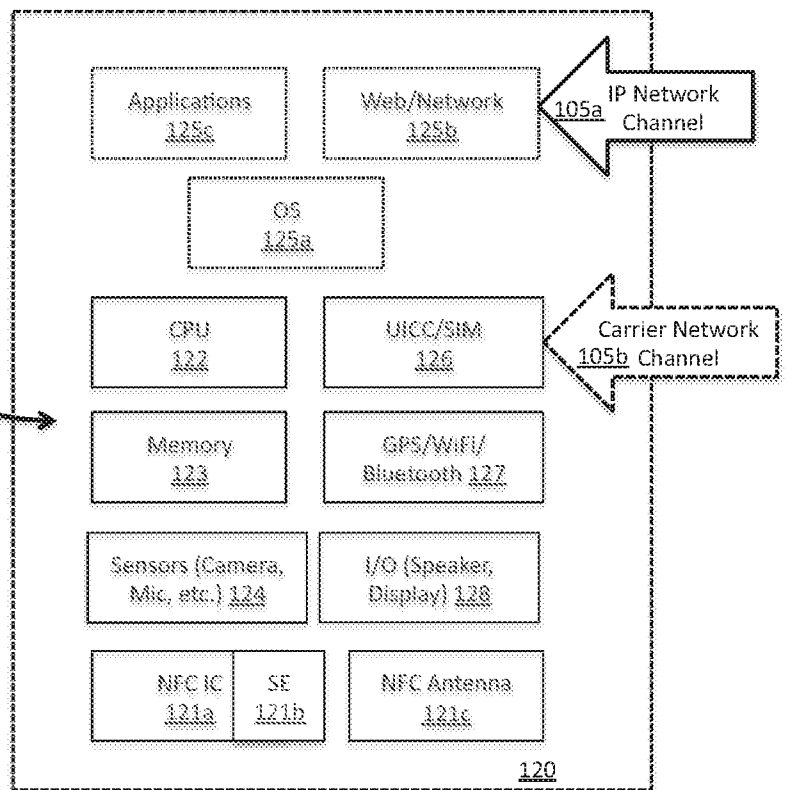 Applications
125c
Web/Network
125b
105a IP Network
Channel
OS
125a
CPU
122
UICC/SIM
126
Carrier Network
105b Channel
Memory
123
GPS/WiFi/
Bluetooth 127
Sensors (Camera,
Mic, etc.) 124
I/O (Speaker,
Display) 128
NFC IC
121a
SE
121b
NFC Antenna
121c
120